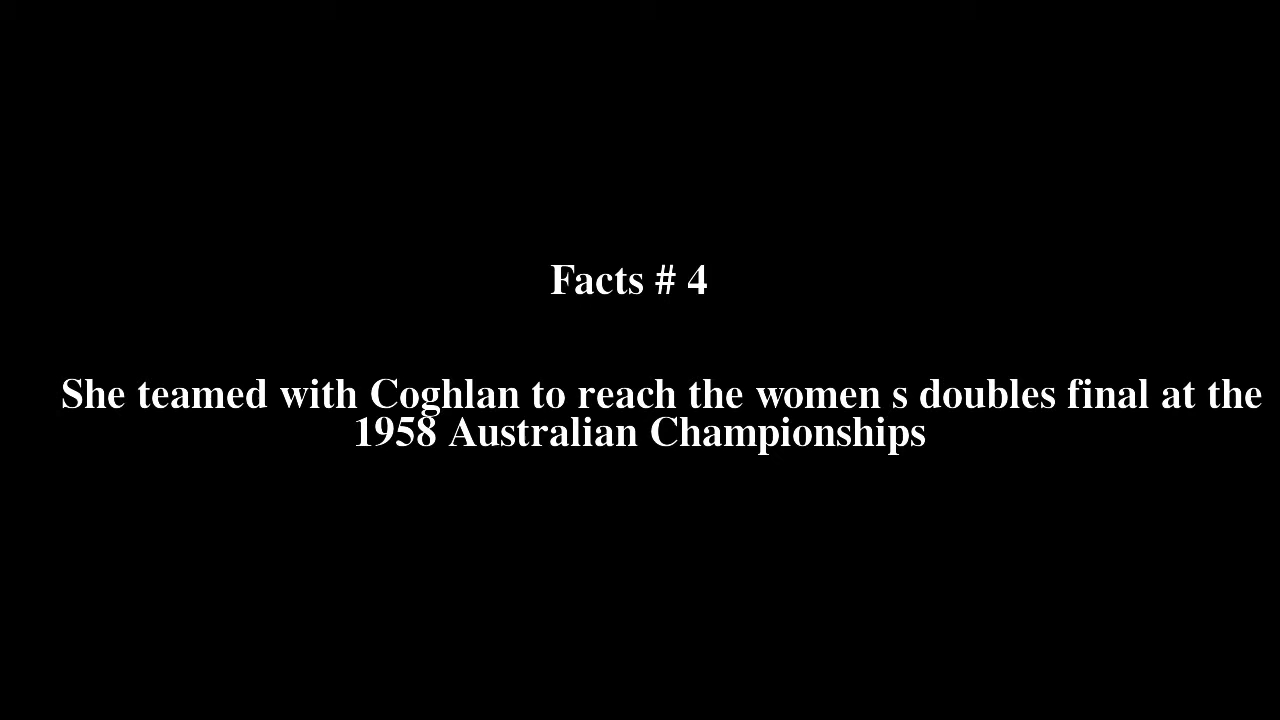 Facts # 4
She teamed with Coghlan to reach the women s doubles final at the
1958 Australian Championships